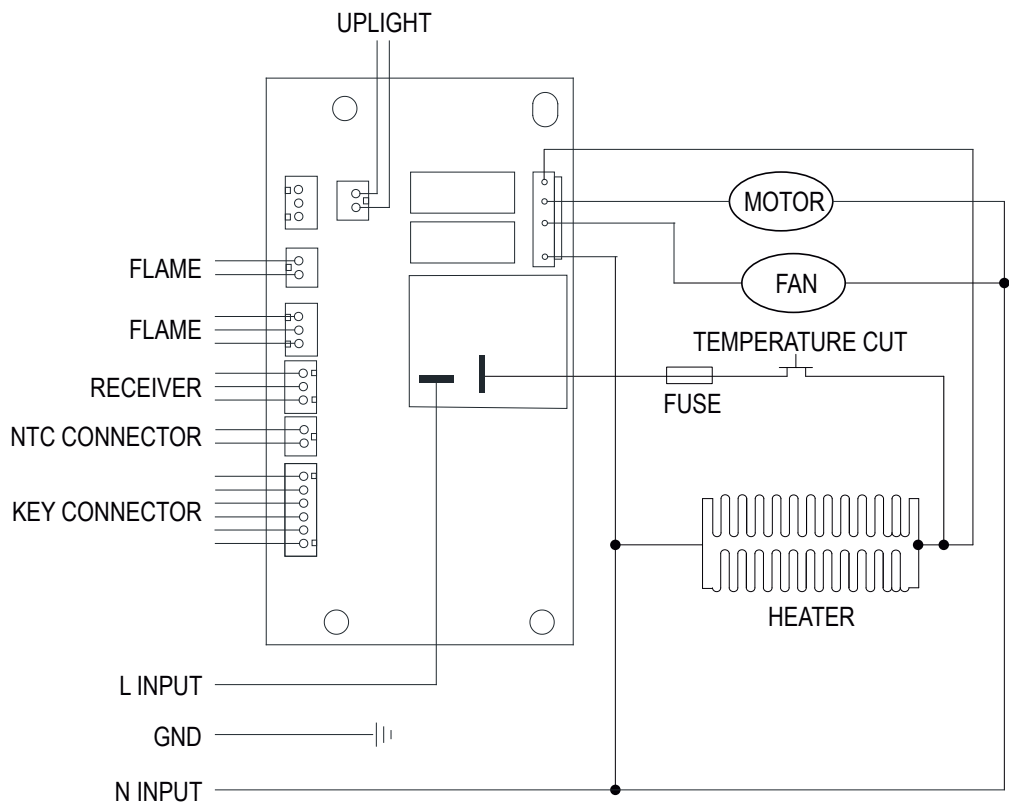 UPLIGHT
MOTOR
FLAME
FAN
FLAME
TEMPERATURE CUT
RECEIVER
FUSE
NTC CONNECTOR
KEY CONNECTOR
HEATER
L INPUT
GND
N INPUT